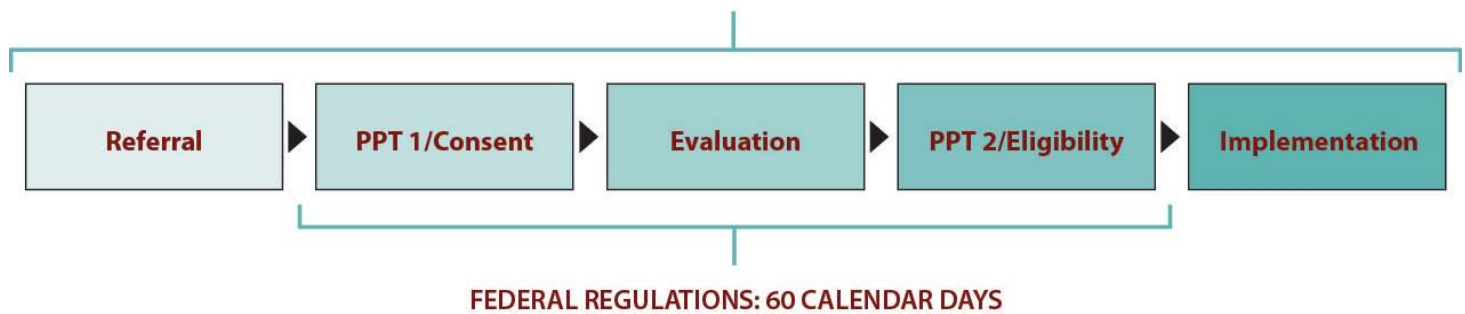 Referral
PPT 1/Consent
Evaluation
PPT 2/Eligibility
Implementation
FEDERAL REGULATIONS: 60 CALENDAR DAYS